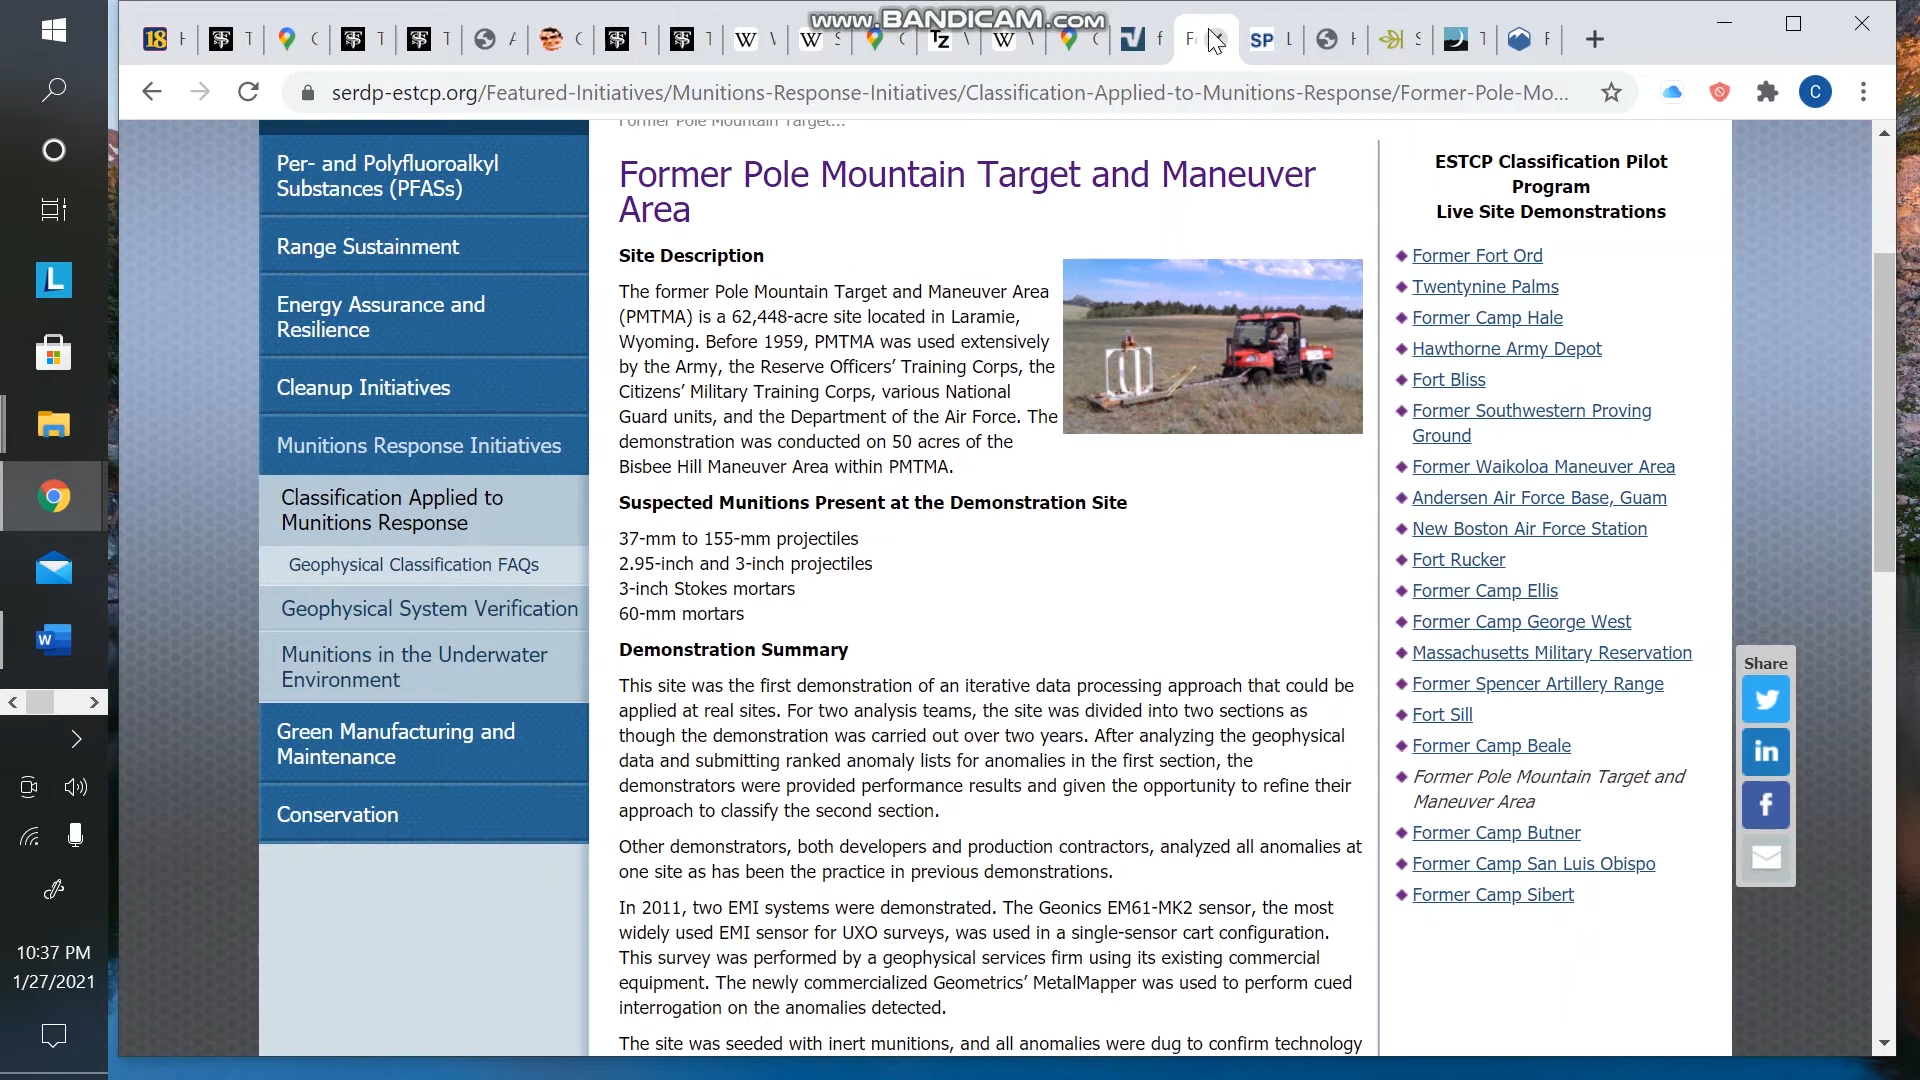 www.BANDICAM.com
serdp-estcp.org/Featured-Initiatives/Munitions-Response-Initiatives/Classification-Applied-to-Munitions-Response/Former-Pole-Mo...
Per- and Polyfluoroalkyl
Substances (PFASs)
Range Sustainment
Energy Assurance and
Resilience
Cleanup Initiatives
Munitions Response Initiatives
Classification Applied to
Munitions Response
Geophysical Classification FAQs
Geophysical System Verification
Munitions in the Underwater
Environment
Green Manufacturing and
Maintenance
Conservation
Former Pole Mountain Target...
Former Pole Mountain Target and Maneuver
Area
Site Description
The former Pole Mountain Target and Maneuver Area
(PMTMA) is a 62,448-acre site located in Laramie,
Wyoming. Before 1959, PMTMA was used extensively
by the Army, the Reserve Officers' Training Corps, the
Citizens' Military Training Corps, various National
Guard units, and the Department of the Air Force. The
demonstration was conducted on 50 acres of the
Bisbee Hill Maneuver Area within PMTMA.
Suspected Munitions Present at the Demonstration Site
37-mm to 155-mm projectiles
2.95-inch and 3-inch projectiles
3-inch Stokes mortars
60-mm mortars
Demonstration Summary
This site was the first demonstration of an iterative data processing approach that could be
applied at real sites. For two analysis teams, the site was divided into two sections as
though the demonstration was carried out over two years. After analyzing the geophysical
data and submitting ranked anomaly lists for anomalies in the first section, the
demonstrators were provided performance results and given the opportunity to refine their
approach to classify the second section.
Other demonstrators, both developers and production contractors, analyzed all anomalies at
one site as has been the practice in previous demonstrations.
In 2011, two EMI systems were demonstrated. The Geonics EM61-MK2 sensor, the most
widely used EMI sensor for UXO surveys, was used in a single-sensor cart configuration.
This survey was performed by a geophysical services firm using its existing commercial
equipment. The newly commercialized Geometrics' MetalMapper was used to perform cued
interrogation on the anomalies detected.
The site was seeded with inert munitions, and all anomalies were dug to confirm technology
ESTCP Classification Pilot
Program
Live Site Demonstrations
Former Fort Ord
Twentynine Palms
Former Camp Hale
Hawthorne Army Depot
Fort Bliss
Former Southwestern Proving
Ground
Former Waikoloa Maneuver Area
Andersen Air Force Base, Guam
New Boston Air Force Station
Fort Rucker
Former Camp Ellis
Former Camp George West
Massachusetts Military Reservation
Former Spencer Artillery Range
Fort Sill
Former Camp Beale
Former Pole Mountain Target and
Maneuver Area
Former Camp Butner
Former Camp San Luis Obispo
Former Camp Sibert
Share
10:37 PM
1/27/2021